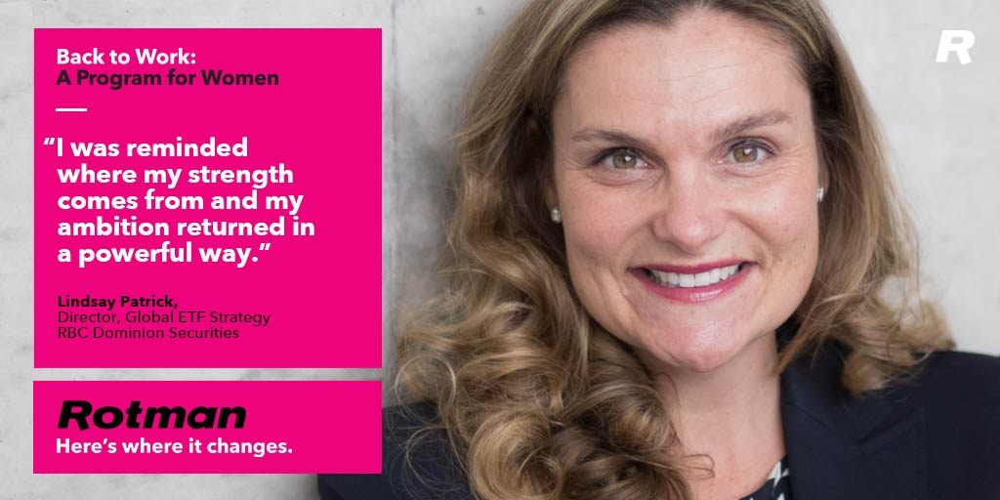 Back to Work:
A Program for Women
“I was reminded
where my strength
comes from and my
ambition returned in
a powerful way.”
Lindsay Patrick,
Director, Global ETF Strategy
RBC Dominion Securities
Rotman
Here’s where it changes.
R